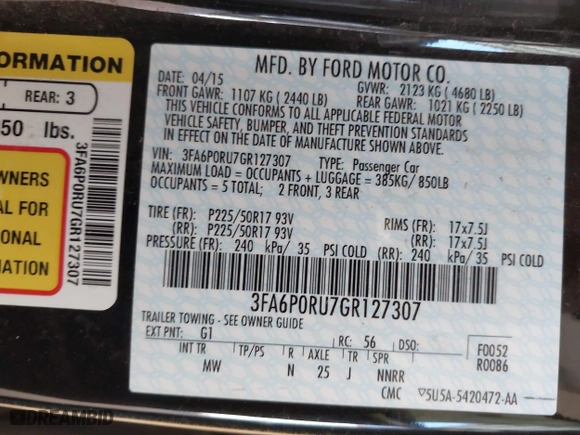 ORMATION
REAR: 3
50 lbs.
3FA6P0RU7GR127307
OWNERS
AL FOR
ONAL
MATION
MFD. BY FORD MOTOR CO.
DATE: 04/15 GVWR: 2123 KG ( 4680 LB)
FRONT GAWR: 1107 KG ( 2440 LB) REAR GAWR: 1021 KG ( 2250 LB)
THIS VEHICLE CONFORMS TO ALL APPLICABLE FEDERAL MOTOR
VEHICLE SAFETY, BUMPER, AND THEFT PREVENTION STANDARDS
IN EFFECT ON THE DATE OF MANUFACTURE SHOWN ABOVE.
VIN: 3FA6P0RU7GR127307 TYPE: Passenger Car
MAXIMUM LOAD = OCCUPANTS + LUGGAGE = 385KG/ 850LB
OCCUPANTS = 5 TOTAL; 2 FRONT, 3 REAR
TIRE (FR): P225/50R17 93V RIMS (FR): 17x7.5J
(RR): P225/50R17 93V (RR): 17x7.5J
PRESSURE (FR): 240 kPa/ 35 PSI COLD (RR): 240 kPa/ 35 PSI COLD
3FA6P0RU7GR127307
TRAILER TOWING - SEE OWNER GUIDE
EXT PNT: G1 RC: 56 DSO: F0052
R0086
INT TR TP/PS R AXLE TR SPR
MW N 25 J NNRR
CMC 5U5A-5420472-AA
DREAMBID